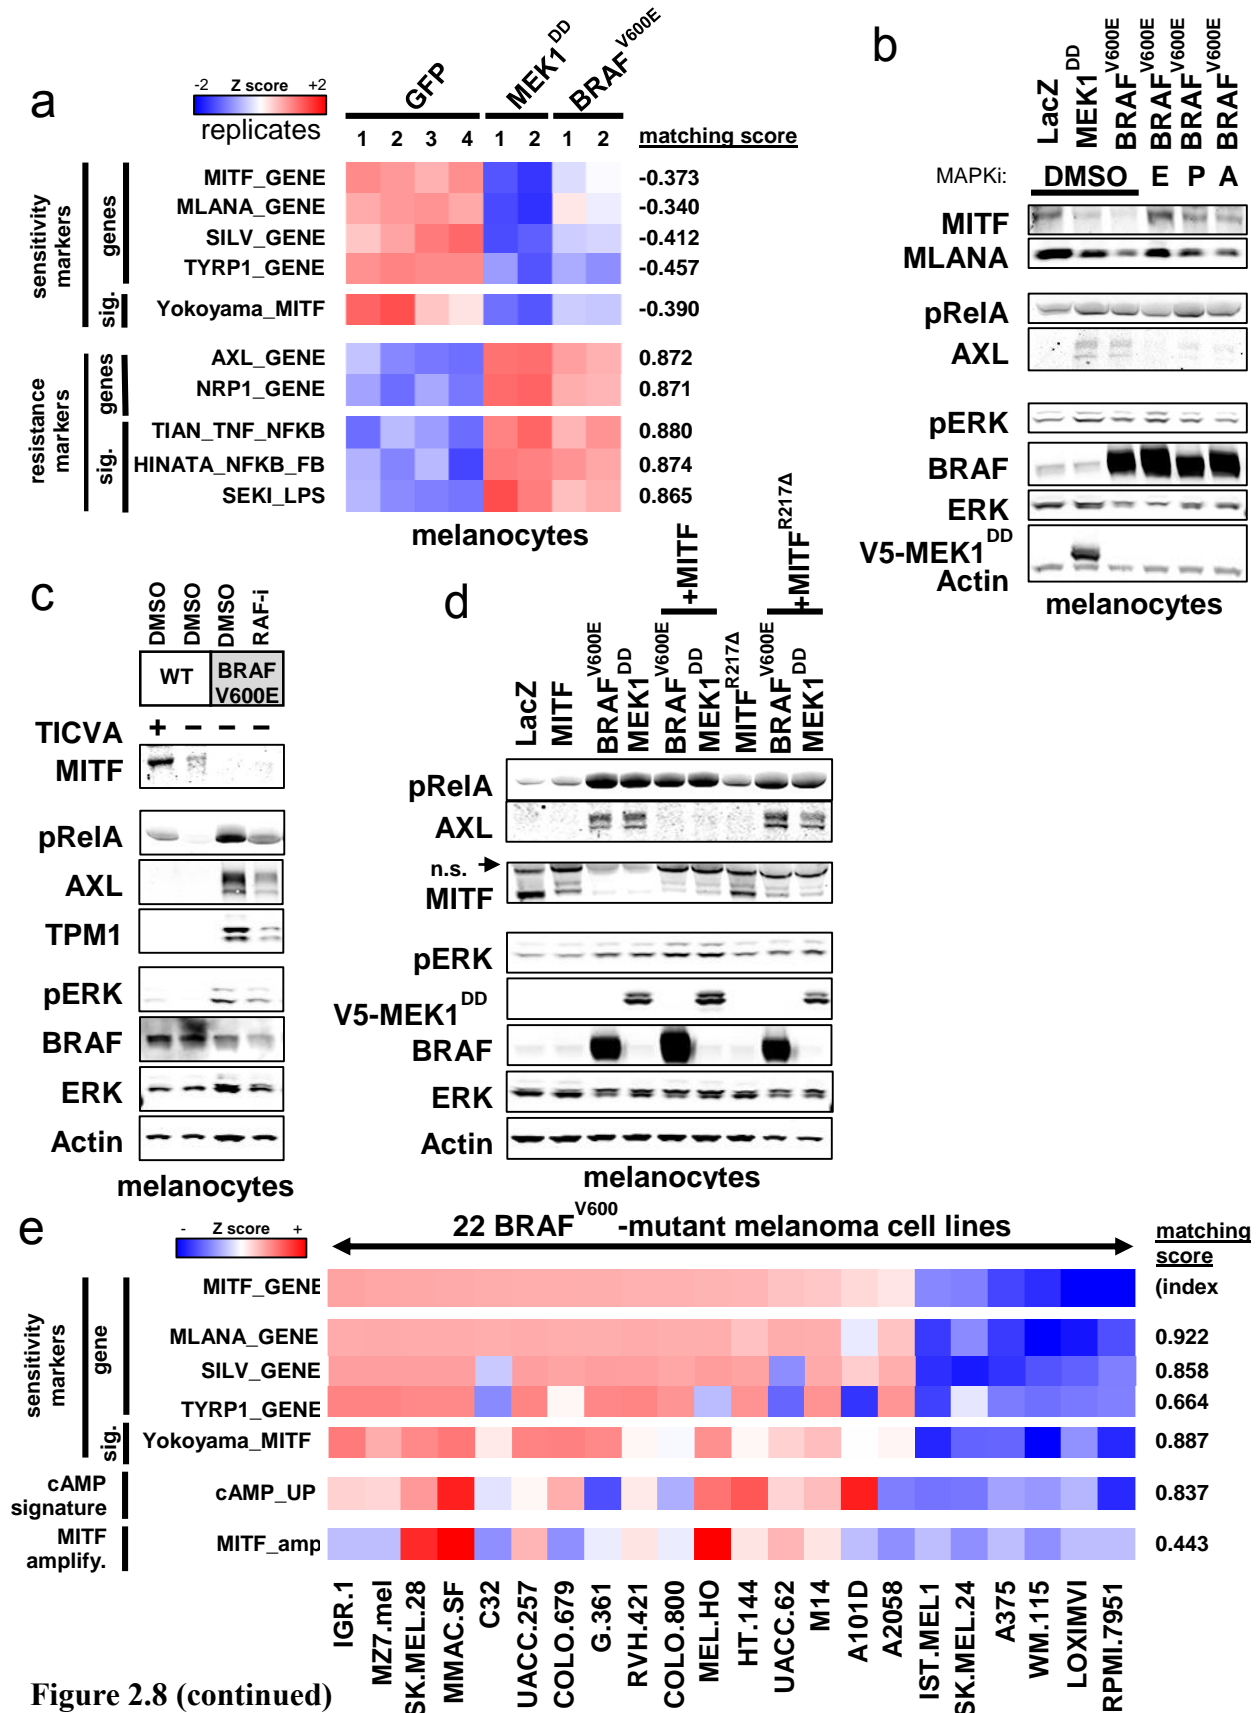 a
-2 Z score +2
replicates
GFP
MEK1DD
BRAFV600E
1 2 3 4 1 2 1 2
matching score
sensitivity markers
genes
MITF_GENE -0.373
MLANA_GENE -0.340
SILV_GENE -0.412
TYRP1_GENE -0.457
sig.
Yokoyama_MITF -0.390
resistance markers
genes
AXL_GENE 0.872
NRP1_GENE 0.871
sig.
TIAN_TNF_NFKB 0.880
HINATA_NFKB_FB 0.874
SEKI_LPS 0.865
melanocytes
b
LacZ
MEK1DD
BRAFV600E
BRAFV600E
BRAFV600E
BRAFV600E
MAPKi: DMSO E P A
MITF
MLANA
pRelA
AXL
pERK
BRAF
ERK
V5-MEK1DD
Actin
melanocytes
c
DMSO
DMSO
DMSO
RAF-i
WT
BRAF
V600E
TICVA + – – –
MITF
pRelA
AXL
TPM1
pERK
BRAF
ERK
Actin
melanocytes
d
+MITF
+MITFR217Δ
LacZ
MITF
BRAFV600E
MEK1DD
BRAFV600E
MEK1DD
MITFR217Δ
BRAFV600E
MEK1DD
pRelA
AXL
n.s.
MITF
pERK
V5-MEK1DD
BRAF
ERK
Actin
melanocytes
e
- Z score +
22 BRAFV600-mutant melanoma cell lines
matching
score
sensitivity markers
gene
MITF_GENE (index
MLANA_GENE 0.922
SILV_GENE 0.858
TYRP1_GENE 0.664
sig.
Yokoyama_MITF 0.887
cAMP
signature
cAMP_UP 0.837
MITF
amplify.
MITF_amp 0.443
IGR.1
MZ7.mel
SK.MEL.28
MMAC.SF
C32
UACC.257
COLO.679
G.361
RVH.421
COLO.800
MEL.HO
HT.144
UACC.62
M14
A101D
A2058
IST.MEL1
SK.MEL.24
A375
WM.115
LOXIMVI
RPMI.7951
Figure 2.8 (continued)